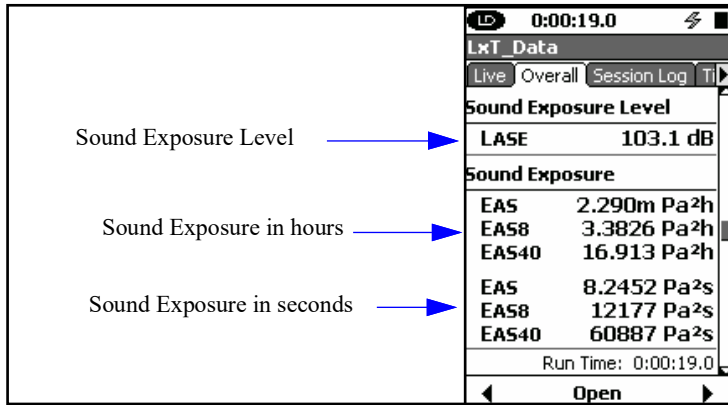 LD 0:00:19.0
LxT_Data
Live Overall Session Log Ti
Sound Exposure Level
Sound Exposure Level
LASE 103.1 dB
Sound Exposure
Sound Exposure in hours
EAS 2.290m Pa²h
EAS8 3.3826 Pa²h
EAS40 16.913 Pa²h
Sound Exposure in seconds
EAS 8.2452 Pa²s
EAS8 12177 Pa²s
EAS40 60887 Pa²s
Run Time: 0:00:19.0
Open